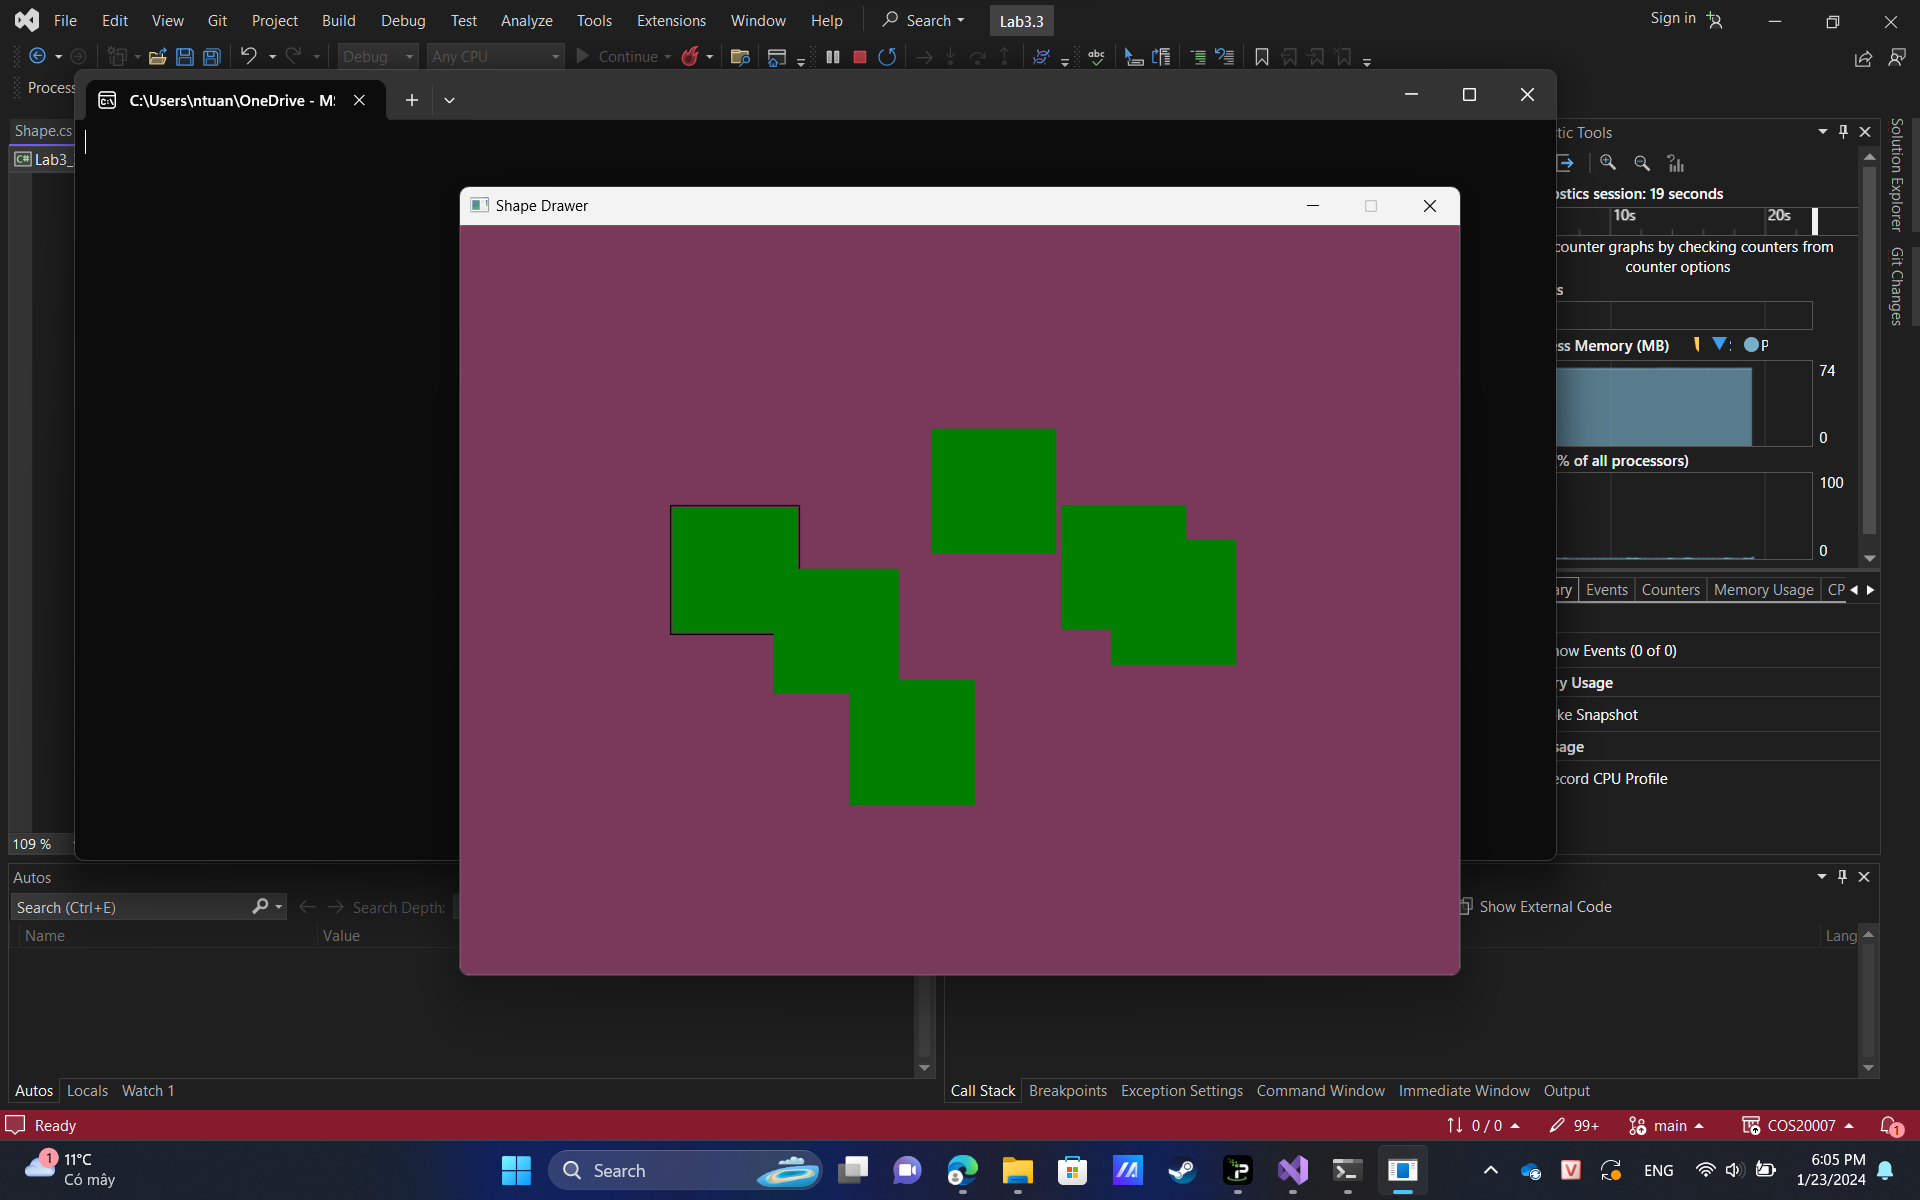 File Edit View Git Project Build Debug Test Analyze Tools Extensions Window Help Search Lab3.3 Sign in
Debug Any CPU Continue
Process
C:\Users\ntuan\OneDrive - M
Shape.cs
C# Lab3_
Shape Drawer
tic Tools
ostics session: 19 seconds
10s 20s
counter graphs by checking counters from
counter options
s
ss Memory (MB) P
74
0
% of all processors)
100
0
ary Events Counters Memory Usage CP
how Events (0 of 0)
ry Usage
ke Snapshot
sage
ecord CPU Profile
Solution Explorer
Git Changes
109 %
Autos
Search (Ctrl+E) Search Depth:
Name Value
Show External Code
Lang
Autos Locals Watch 1
Call Stack Breakpoints Exception Settings Command Window Immediate Window Output
Ready 0 / 0 99+ main COS20007 1
1 11°C
Có mây
Search
ENG
6:05 PM
1/23/2024